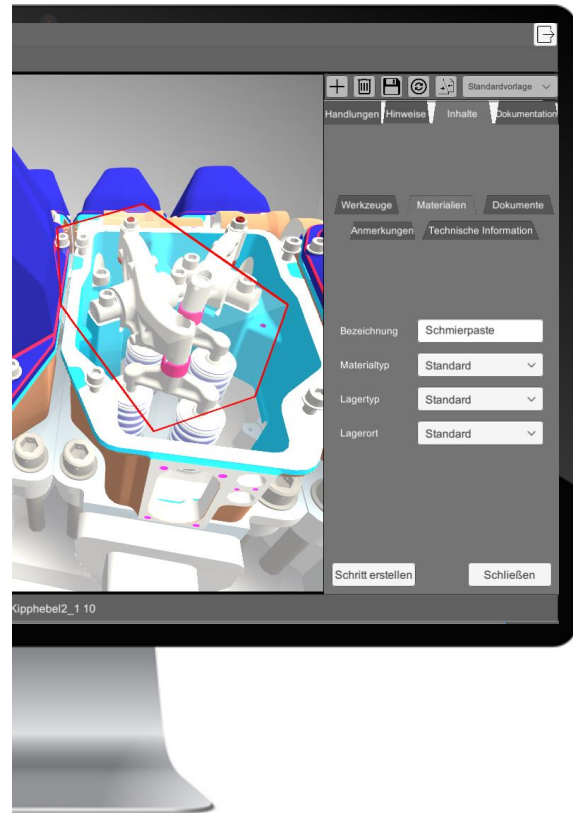 Standardvorlage
Handlungen Hinweise Inhalte Dokumentation
Werkzeuge Materialien Dokumente
Anmerkungen Technische Information
Bezeichnung Schmierpaste
Materialtyp Standard
Lagertyp Standard
Lagerort Standard
Schritt erstellen Schließen
Kipphebel2_1 10